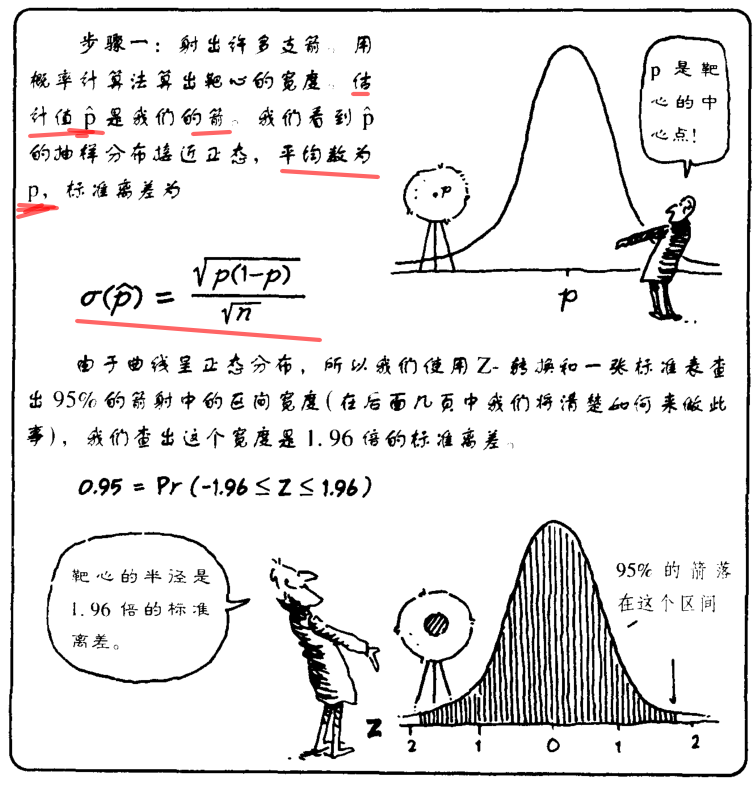 步骤一：射出许多支箭。用
概率计算法算出靶心的宽度。估
计值p̂是我们的箭。我们看到p̂
的抽样分布接近正态，平均数为
p，标准离差为
p 是靶
心的中
心点！
p
p
σ(p̂) = √p(1-p) / √n
由于曲线呈正态分布，所以我们使用Z-转换和一张标准表查
出95%的箭射中的区间宽度(在后面几页中我们将清楚如何来做此
事)，我们查出这个宽度是1.96倍的标准离差。
0.95 = Pr (-1.96 ≤ Z ≤ 1.96)
靶心的半径是
1.96 倍的标准
离差。
95% 的箭落
在这个区间
Z
2 1 0 1 2